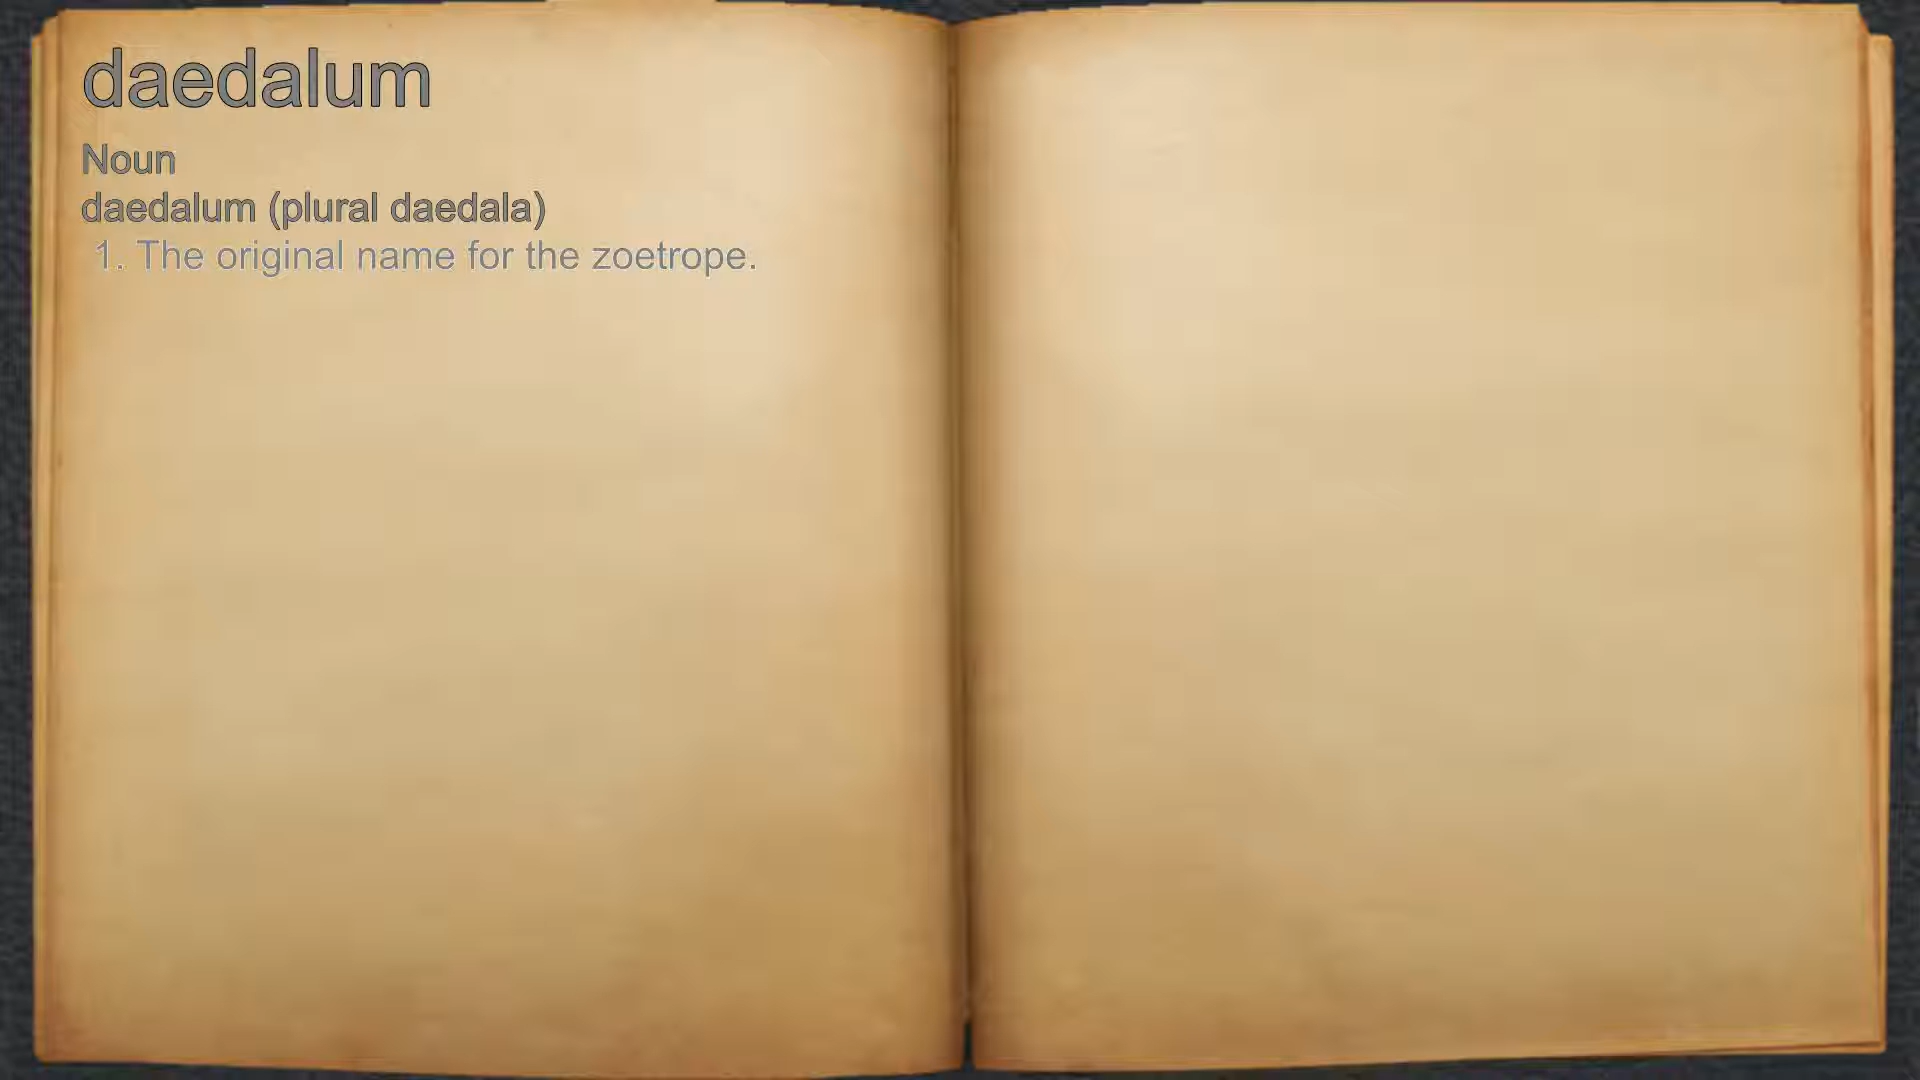 daedalum
Noun
daedalum (plural daedala)
1. The original name for the zoetrope.